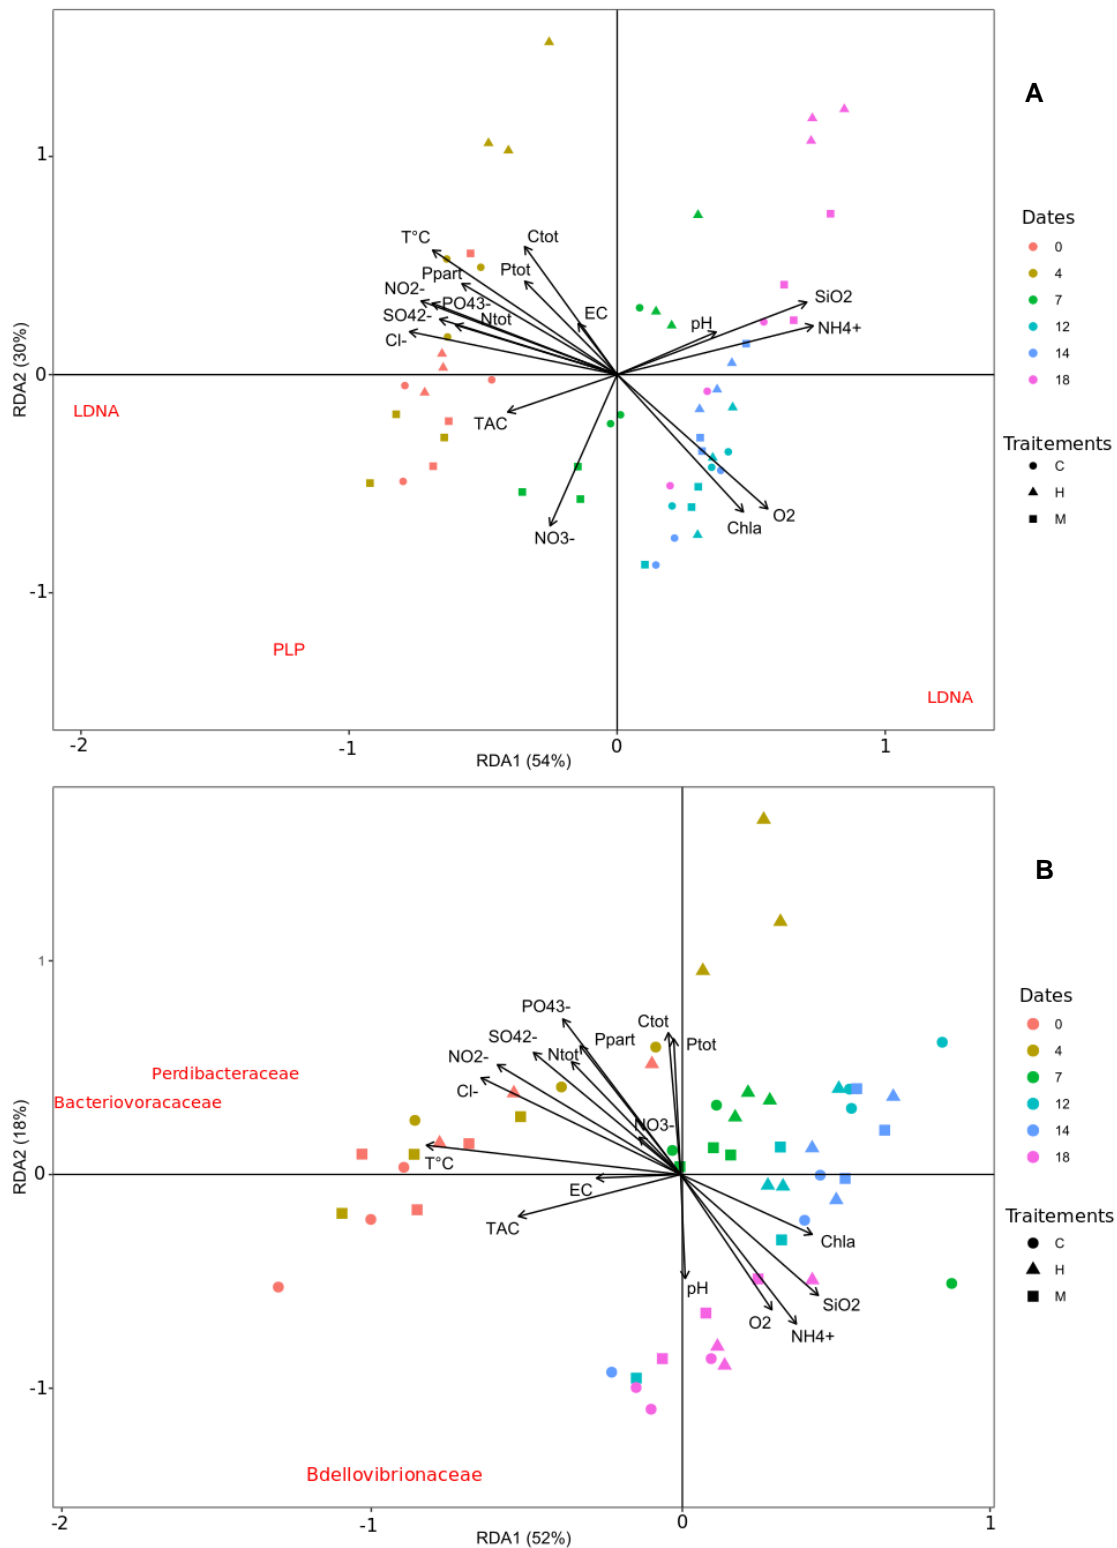 A
1
0
-1
RDA2 (30%)
T°C
Ctot
Ppart
Ptot
NO2-
PO43-
EC
SO42-
Ntot
Cl-
pH
SiO2
NH4+
TAC
NO3-
Chla
O2
LDNA
PLP
LDNA
-2
-1
0
1
RDA1 (54%)
Dates
0
4
7
12
14
18
Traitements
C
H
M
B
1
0
-1
RDA2 (18%)
PO43-
Ctot
SO42-
Ppart
Ptot
NO2-
Ntot
Cl-
NO3-
T°C
EC
TAC
Chla
pH
SiO2
O2
NH4+
Perdibacteraceae
Bacteriovoracaceae
Bdellovibrionaceae
-2
-1
0
1
RDA1 (52%)
Dates
0
4
7
12
14
18
Traitements
C
H
M